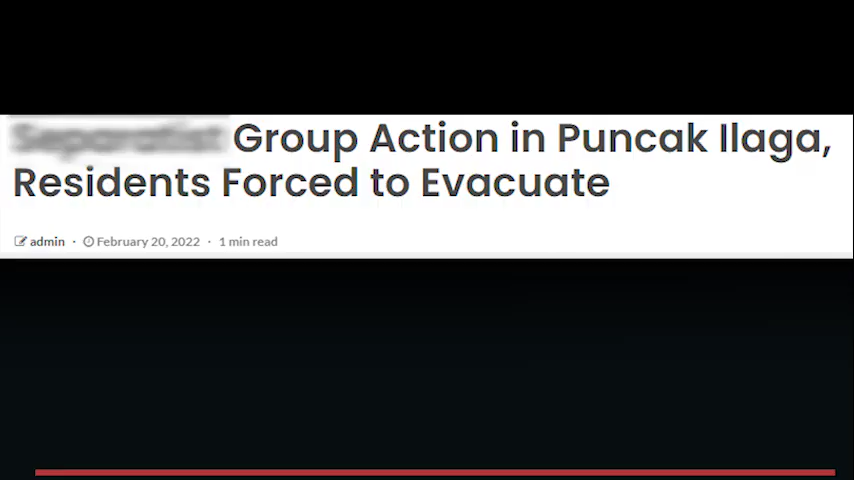 Group Action in Puncak Ilaga,
Residents Forced to Evacuate
admin · February 20, 2022 · 1 min read